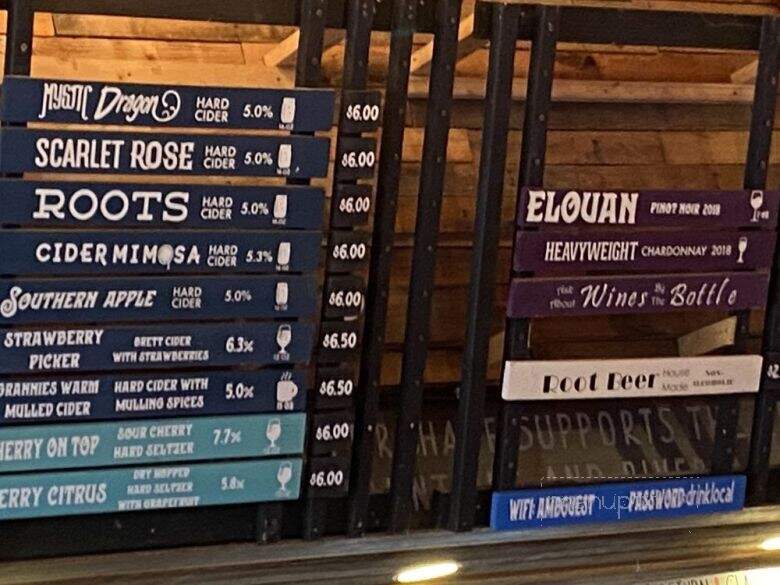 MYSTIC Dragon HARD CIDER 5.0% $6.00
SCARLET ROSE HARD CIDER 5.0% $6.00
ROOTS HARD CIDER 5.0% $6.00
CIDER MIMOSA HARD CIDER 5.3% $6.00
SOUTHERN APPLE HARD CIDER 5.0% $6.00
STRAWBERRY PICKER BRETT CIDER WITH STRAWBERRIES 6.3% $6.50
GRANNIES WARM MULLED CIDER HARD CIDER WITH MULLING SPICES 5.0% $6.50
HERRY ON TOP SOUR CHERRY HARD SELTZER 7.7% $6.00
ERRY CITRUS DRY HOPPED HARD SELTZER WITH GRAPEFRUIT 5.8% $6.00
ELOUAN PINOT NOIR 2018
HEAVYWEIGHT CHARDONNAY 2018
Ask About Wines By The Bottle
Root Beer House Made NON-ALCOHOLIC $2
SUPPORTS
AND
WIFI: AMBGUEST PASSWORD: drinklocal